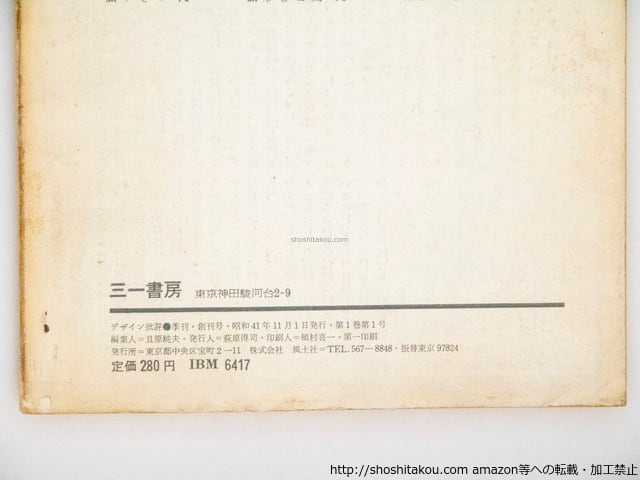 shoshitakou.com
三一書房 東京神田駿河台2-9
デザイン批評●季刊・創刊号・昭和41年11月1日発行・第1巻第1号
編集人=旦原純夫・発行人=萩原得司・印刷人=植村喜一・第一印刷
発行所=東京都中央区宝町2-11 株式会社 風土社=TEL.567-8848・振替東京97824
定価280円 IBM 6417
http://shoshitakou.com amazon等への転載・加工禁止